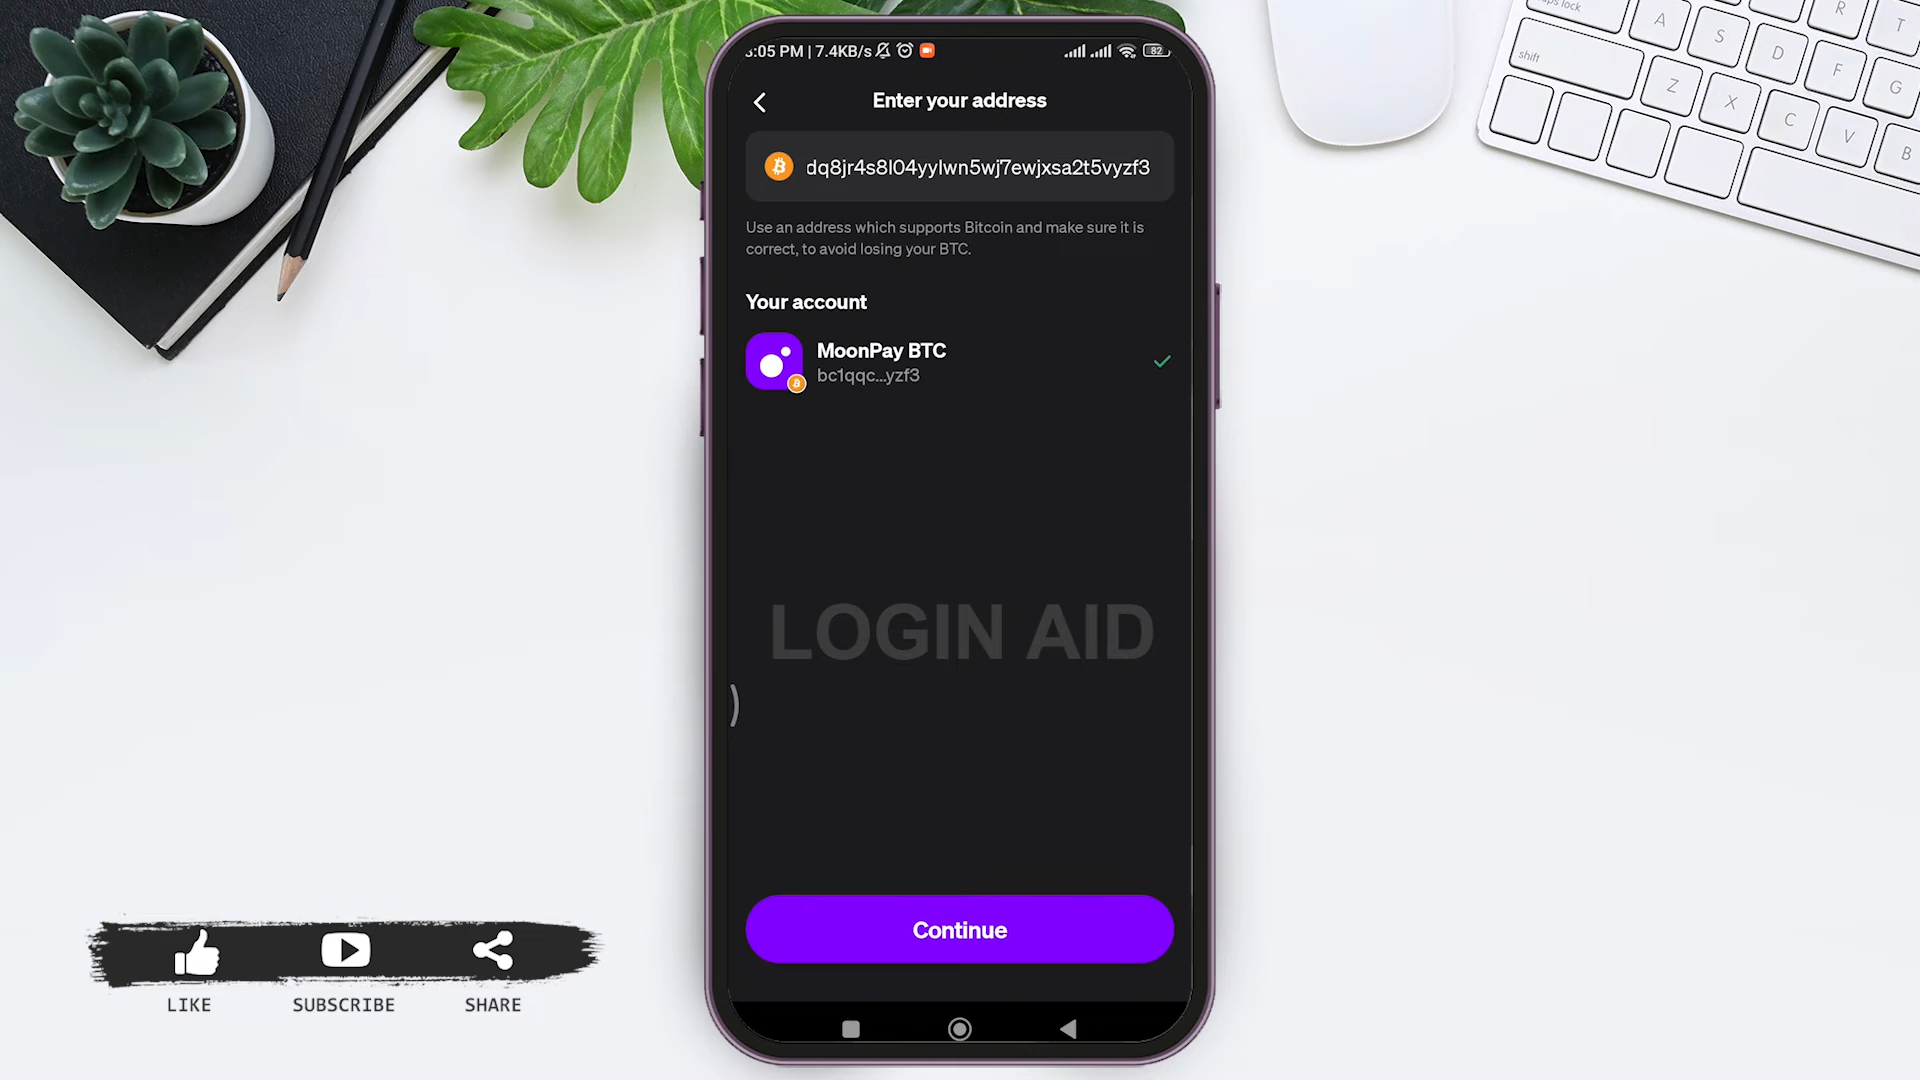 3:05 PM | 7.4KB/s
82
Enter your address
dq8jr4s8l04yylwn5wj7ewjxsa2t5vyzf3
Use an address which supports Bitcoin and make sure it is
correct, to avoid losing your BTC.
Your account
MoonPay BTC
bc1qqc...yzf3
LOGIN AID
Continue
LIKE
SUBSCRIBE
SHARE
caps lock
A
S
D
F
G
R
T
shift
Z
X
C
V
B